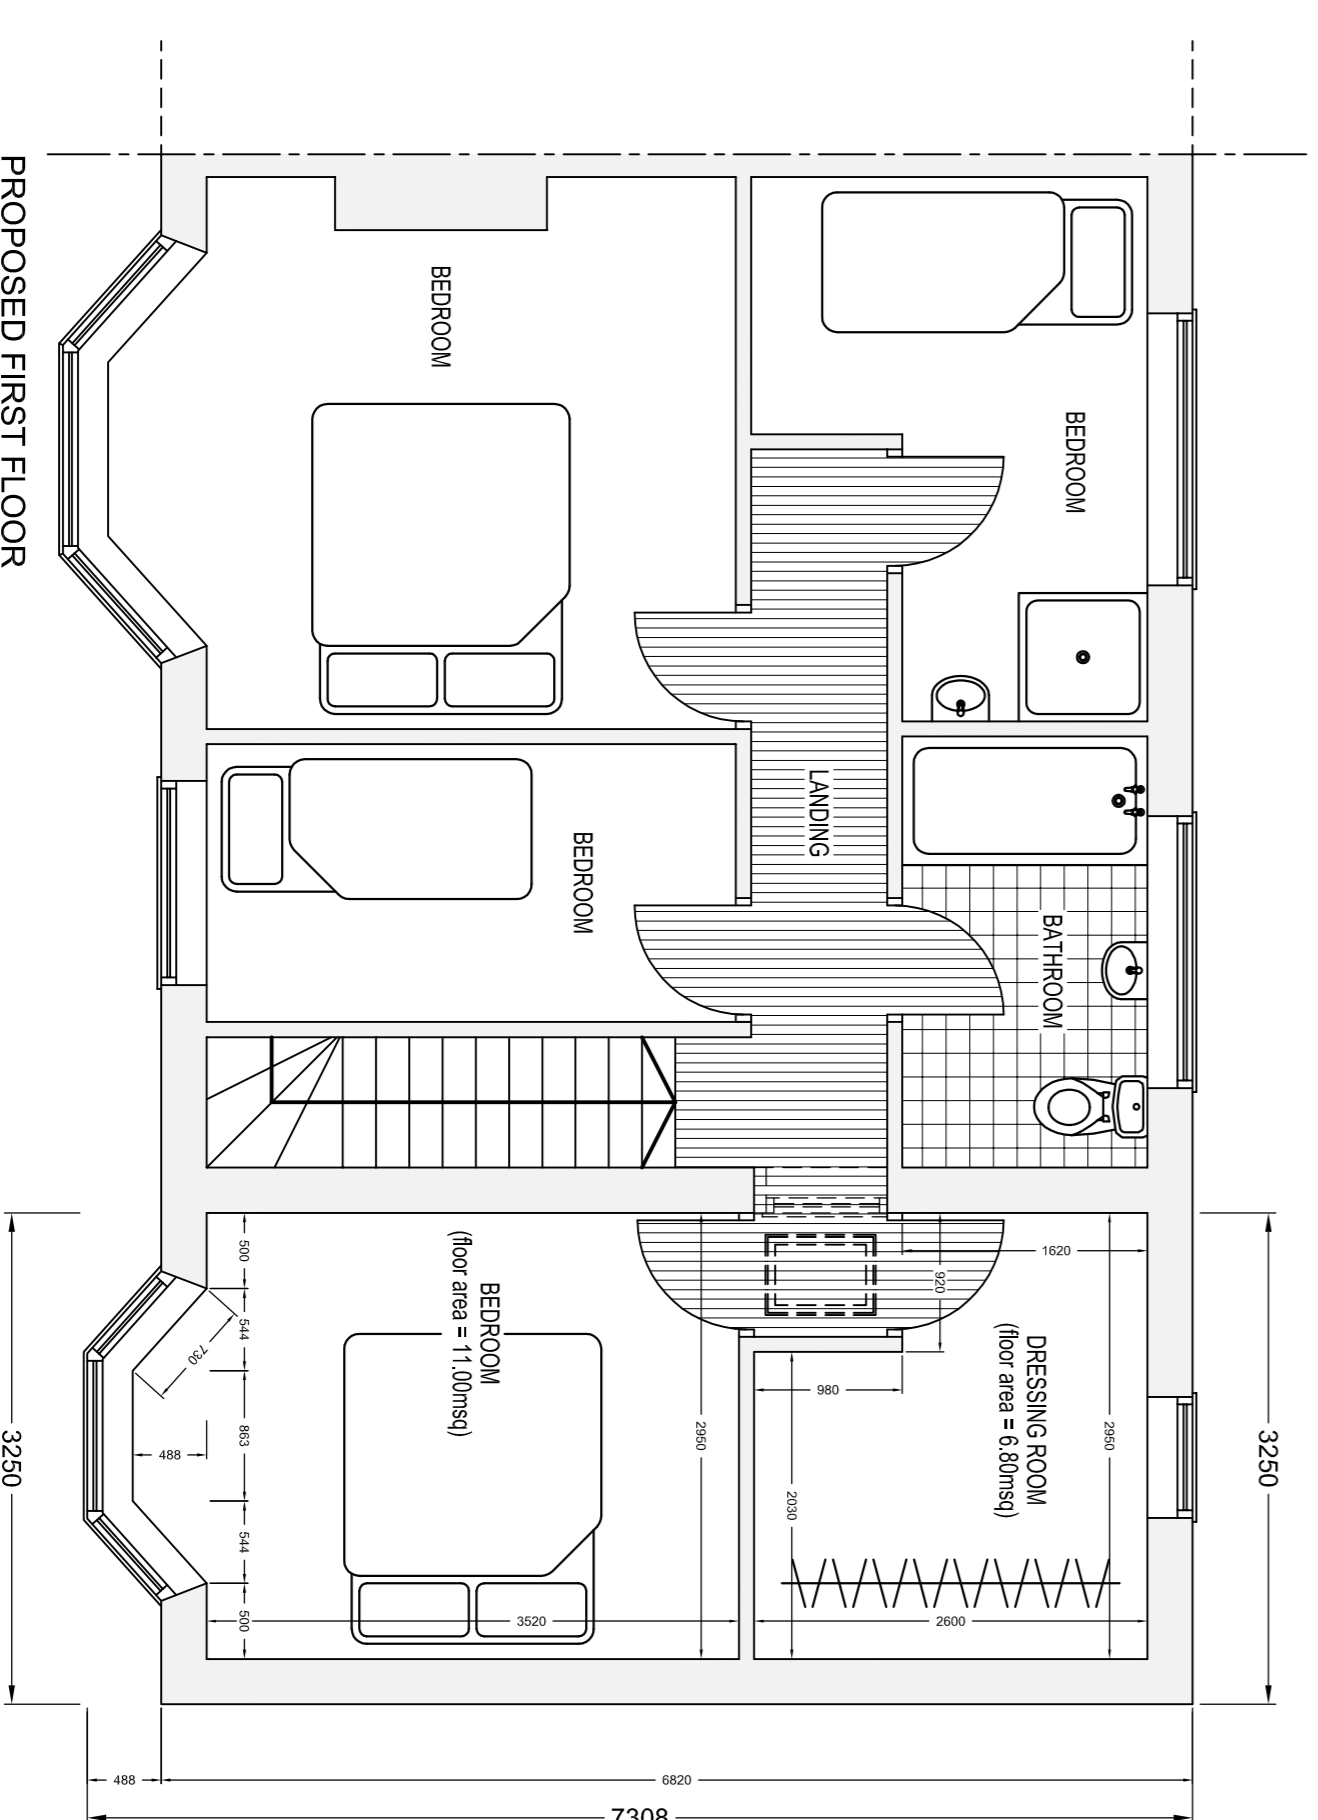 PROPOSED FIRST FLOOR
BEDROOM
BEDROOM
LANDING
BEDROOM
BATHROOM
BEDROOM
(floor area = 11.00msq)
DRESSING ROOM
(floor area = 6.80msq)
500
544
730
863
488
544
500
2950
3520
1620
920
980
2950
2030
2600
3250
3250
488
6820
7308